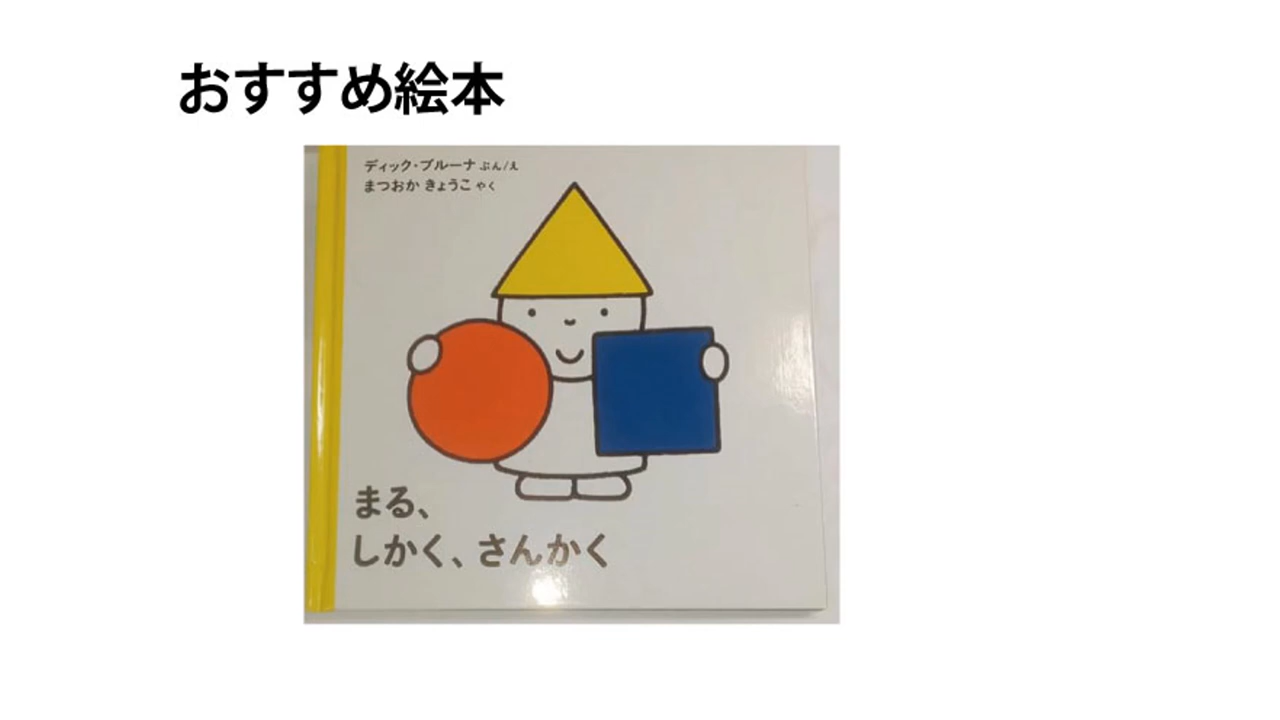 おすすめ絵本
ディック・ブルーナ ぶん/え
まつおか きょうこ やく
まる、
しかく、さんかく